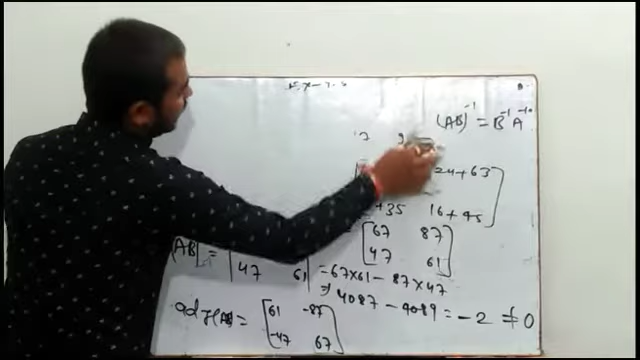 (AB)⁻¹ = B⁻¹ A⁻¹
24+63
+35 16+45
[67 87
47 61]
|AB| =
47 61 | = 67×61 - 87×47
⇒ 4087 - 4089 = -2 ≠ 0
adj(AB) = [61 -87
-47 67]